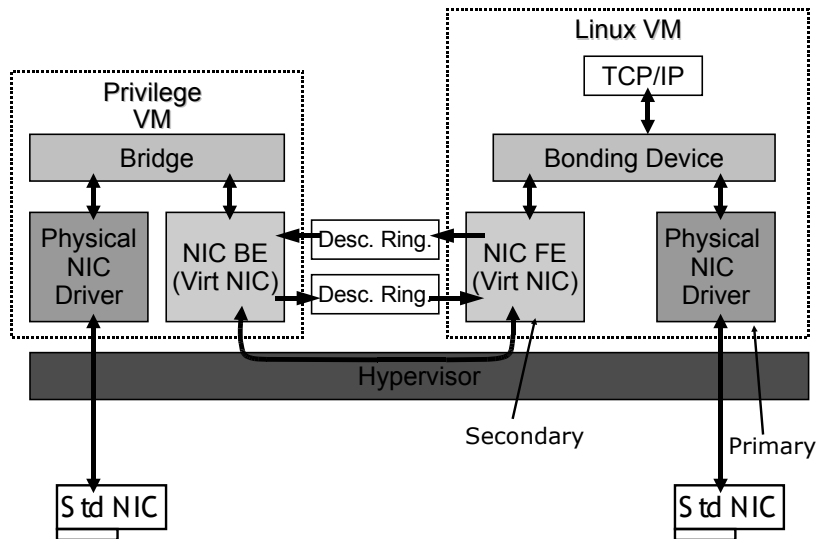 Linux VM
TCP/IP
Privilege
VM
Bridge
Bonding Device
Physical
NIC
Driver
NIC BE
(Virt NIC)
Desc. Ring.
Desc. Ring.
NIC FE
(Virt NIC)
Physical
NIC
Driver
Hypervisor
Secondary
Primary
Std NIC
Std NIC